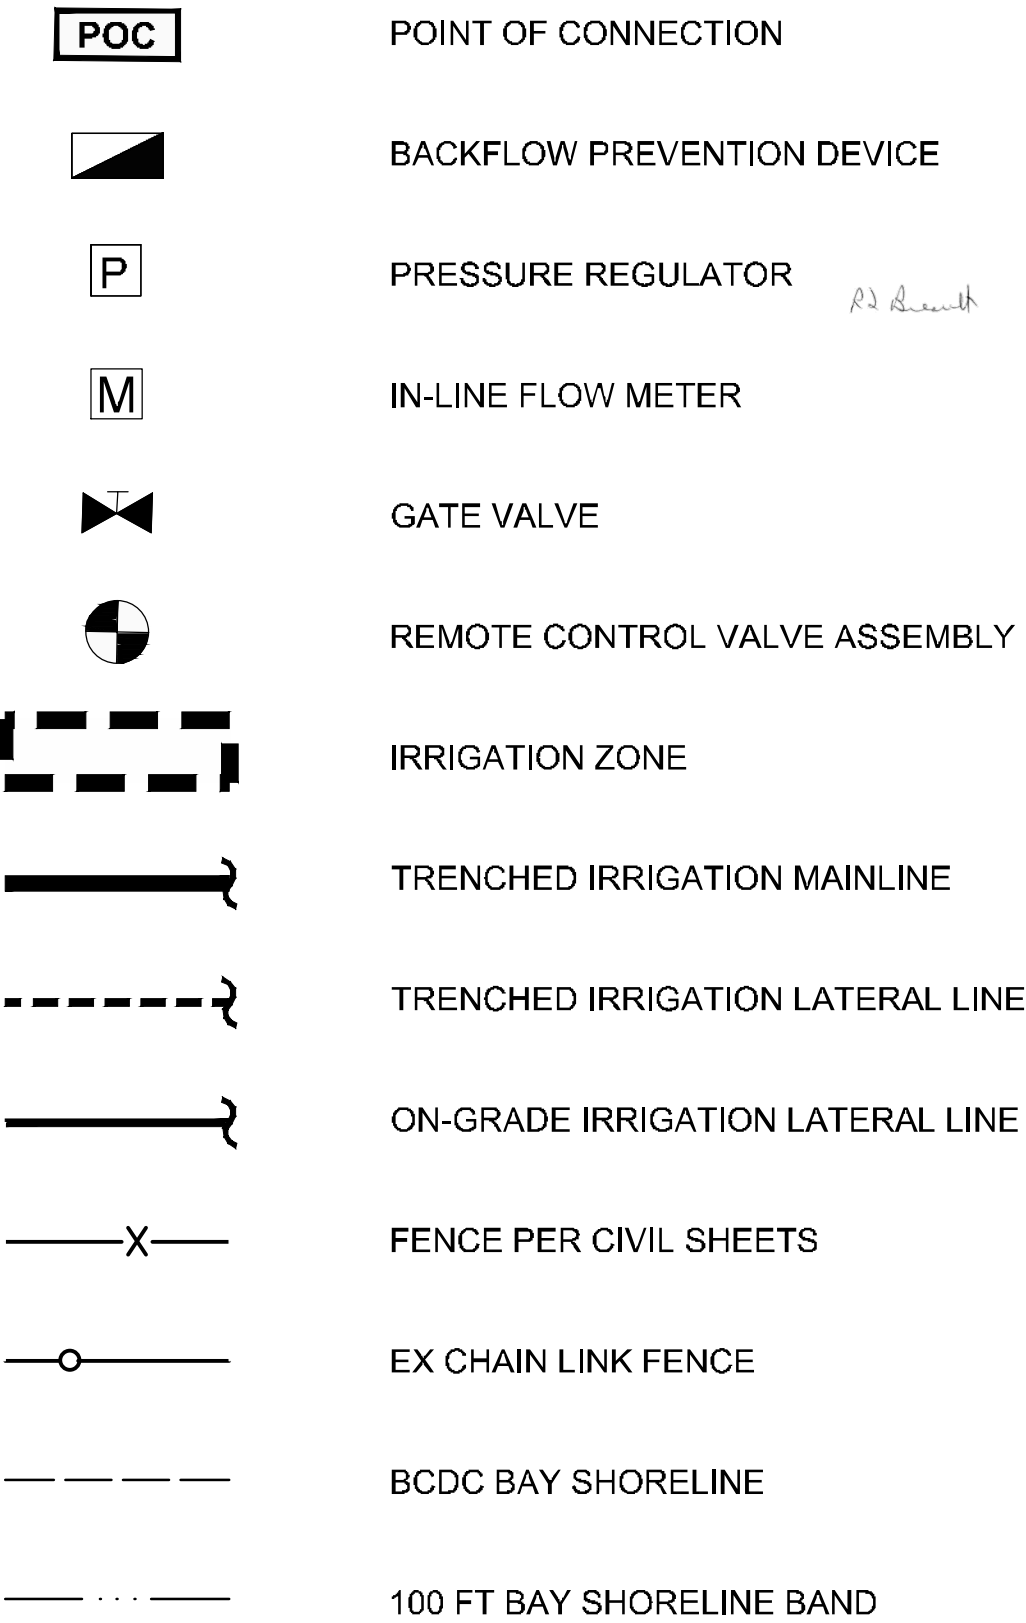 POC POINT OF CONNECTION
BACKFLOW PREVENTION DEVICE
P PRESSURE REGULATOR
M IN-LINE FLOW METER
GATE VALVE
REMOTE CONTROL VALVE ASSEMBLY
IRRIGATION ZONE
TRENCHED IRRIGATION MAINLINE
TRENCHED IRRIGATION LATERAL LINE
ON-GRADE IRRIGATION LATERAL LINE
X FENCE PER CIVIL SHEETS
EX CHAIN LINK FENCE
BCDC BAY SHORELINE
100 FT BAY SHORELINE BAND